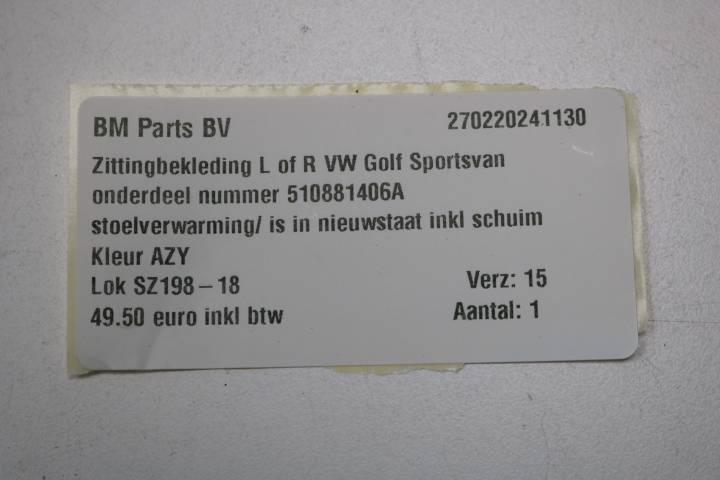 BM Parts BV 270220241130
Zittingbekleding L of R VW Golf Sportsvan
onderdeel nummer 510881406A
stoelverwarming/ is in nieuwstaat inkl schuim
Kleur AZY
Lok SZ198-18 Verz: 15
49.50 euro inkl btw Aantal: 1